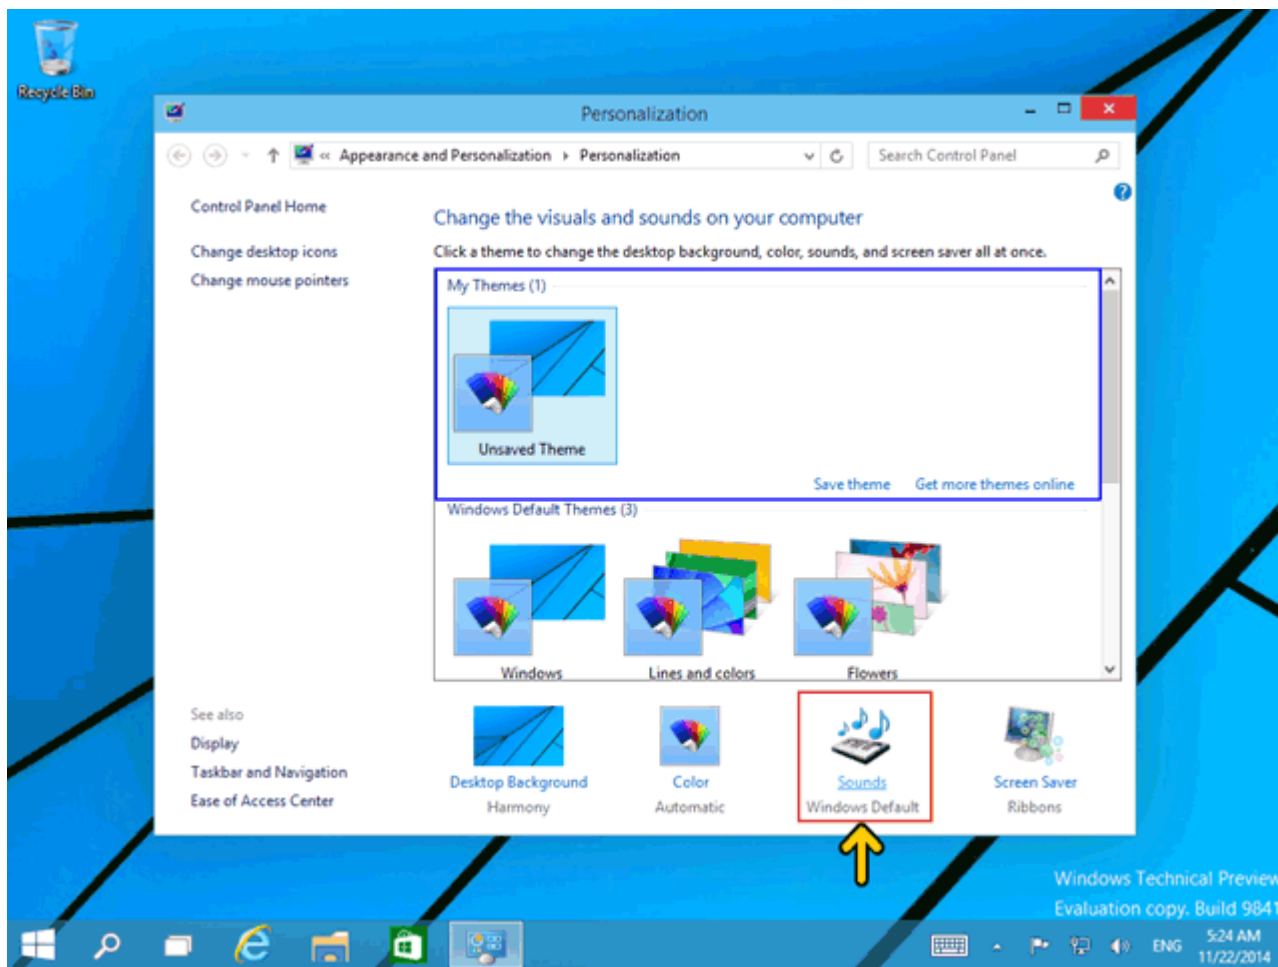 Recycle Bin
Personalization
« Appearance and Personalization Personalization
Search Control Panel
Control Panel Home
Change desktop icons
Change mouse pointers
Change the visuals and sounds on your computer
Click a theme to change the desktop background, color, sounds, and screen saver all at once.
My Themes (1)
Unsaved Theme
Save theme Get more themes online
Windows Default Themes (3)
Windows Lines and colors Flowers
See also
Display
Taskbar and Navigation
Ease of Access Center
Desktop Background
Harmony
Color
Automatic
Sounds
Windows Default
Screen Saver
Ribbons
Windows Technical Preview
Evaluation copy. Build 9841
ENG
5:24 AM
11/22/2014